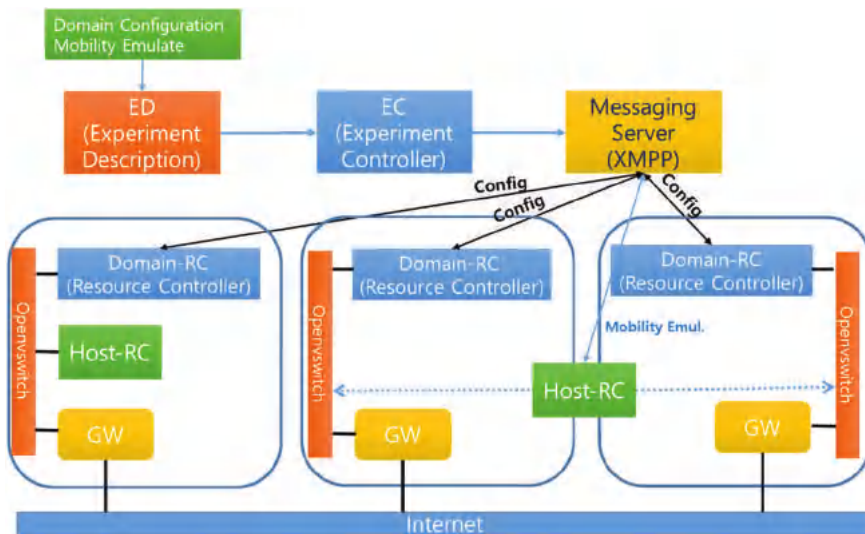 Domain Configuration
Mobility Emulate
ED
(Experiment
Description)
EC
(Experiment
Controller)
Messaging
Server
(XMPP)
Config
Config
Config
Domain-RC
(Resource Controller)
Domain-RC
(Resource Controller)
Domain-RC
(Resource Controller)
Openvswitch
Host-RC
GW
Openvswitch
GW
Mobility Emul.
Host-RC
Openvswitch
GW
Internet